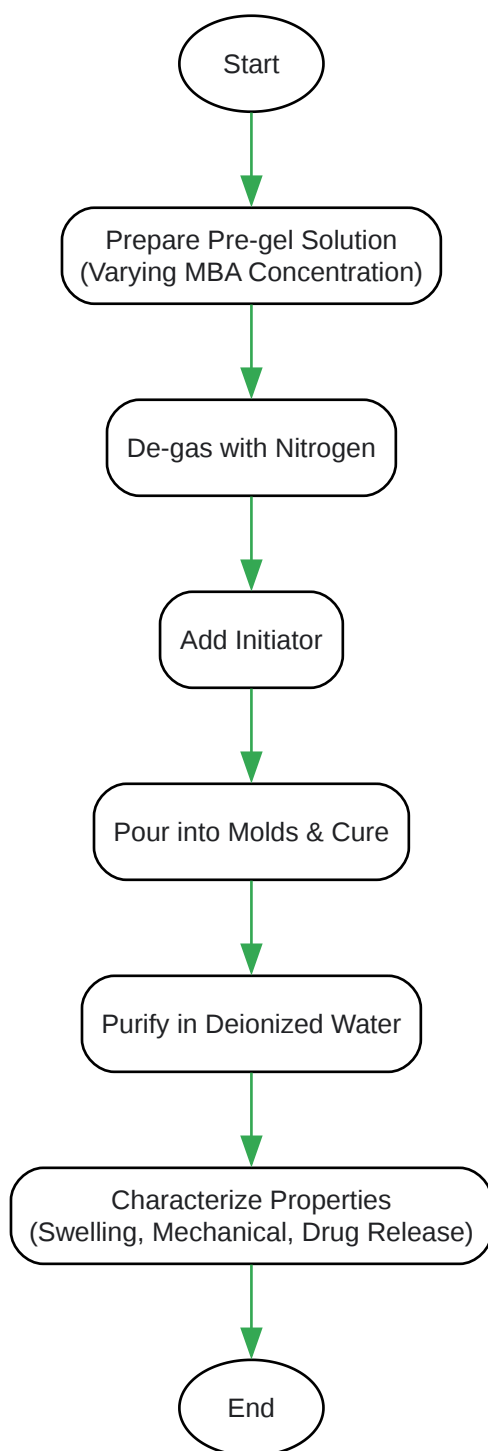 Start
Prepare Pre-gel Solution
(Varying MBA Concentration)
De-gas with Nitrogen
Add Initiator
Pour into Molds & Cure
Purify in Deionized Water
Characterize Properties
(Swelling, Mechanical, Drug Release)
End